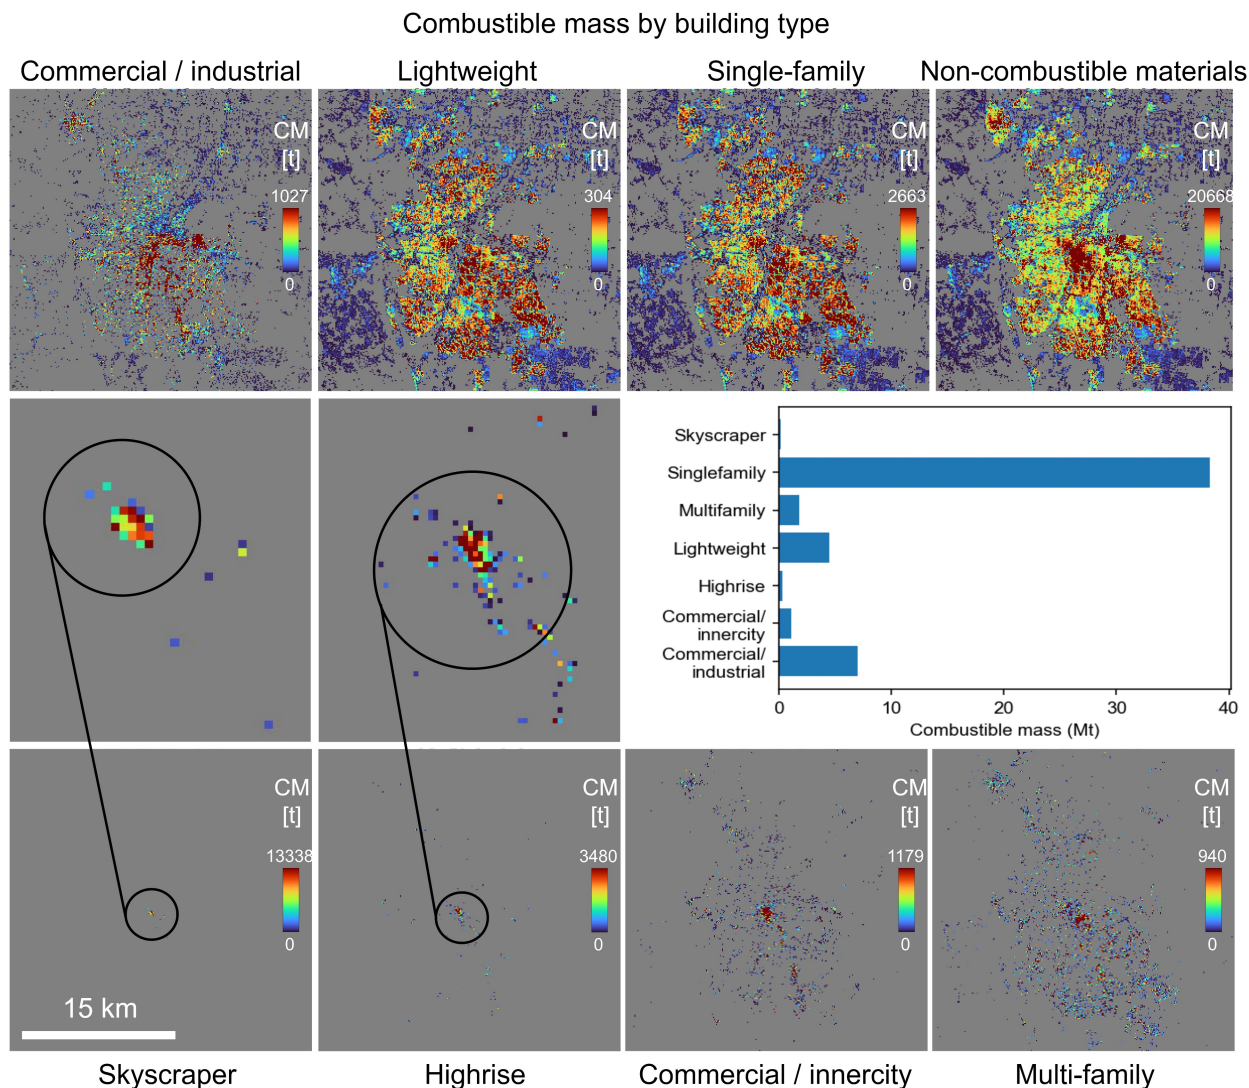 Combustible mass by building type
Commercial / industrial
Lightweight
Single-family
Non-combustible materials
CM
[t]
1027
0
CM
[t]
304
0
CM
[t]
2663
0
CM
[t]
20668
0
Skyscraper
Singlefamily
Multifamily
Lightweight
Highrise
Commercial/
innercity
Commercial/
industrial
0 10 20 30 40
Combustible mass (Mt)
CM
[t]
13338
0
15 km
CM
[t]
3480
0
CM
[t]
1179
0
CM
[t]
940
0
Skyscraper
Highrise
Commercial / innercity
Multi-family